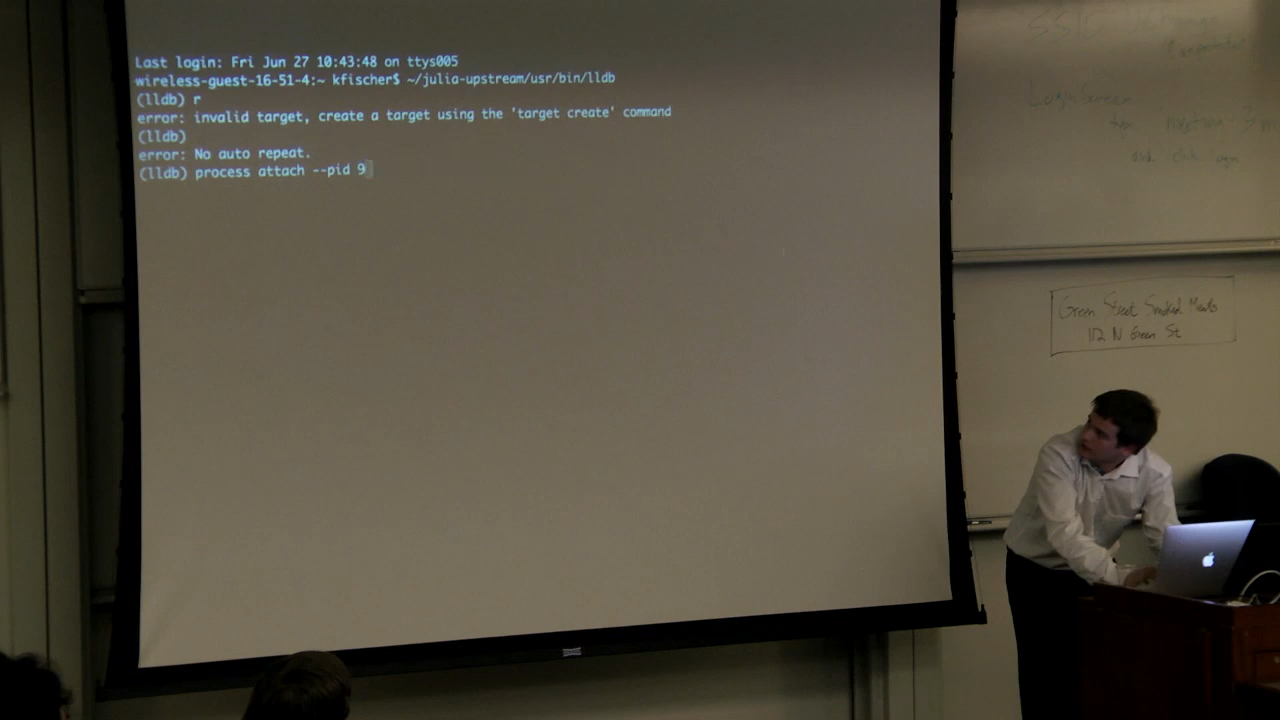 Last login: Fri Jun 27 10:43:48 on ttys005
wireless-guest-16-51-4:~ kfischer$ ~/julia-upstream/usr/bin/lldb
(lldb) r
error: invalid target, create a target using the 'target create' command
(lldb)
error: No auto repeat.
(lldb) process attach --pid 9
Green Street Smoked Meats
112 N Green St